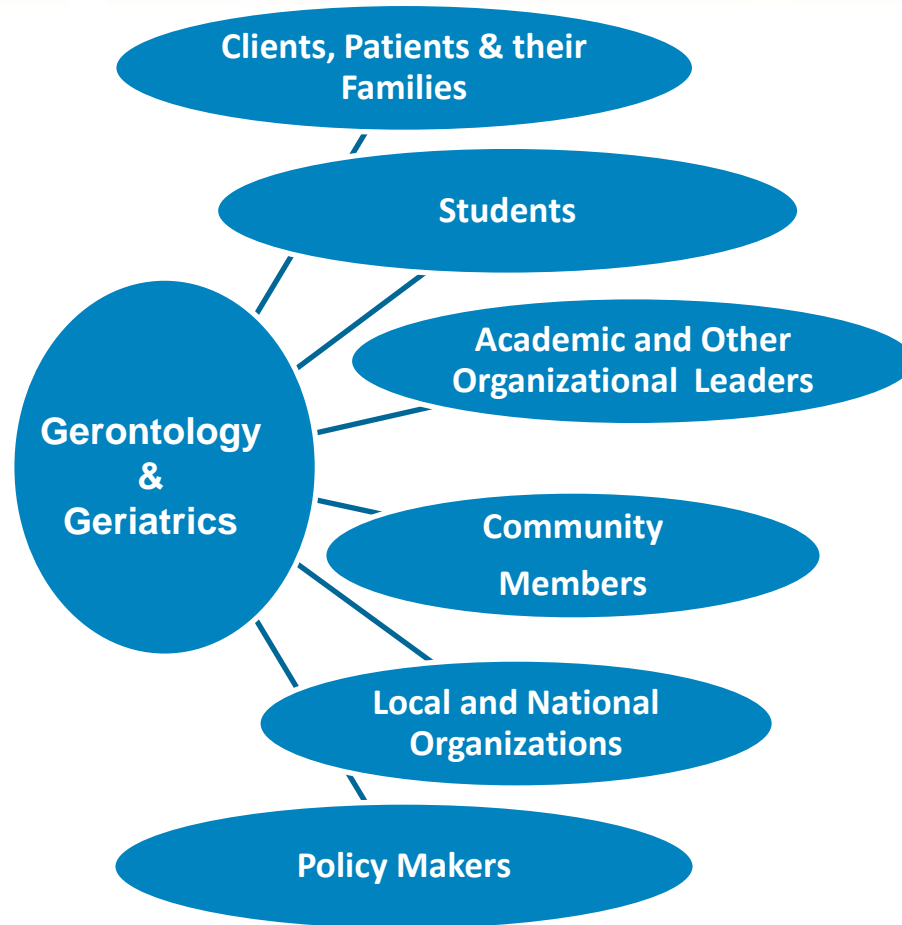 Clients, Patients & their
Families
Students
Academic and Other
Organizational  Leaders
Gerontology
&
Geriatrics
Community
Members
Local and National
Organizations
Policy Makers